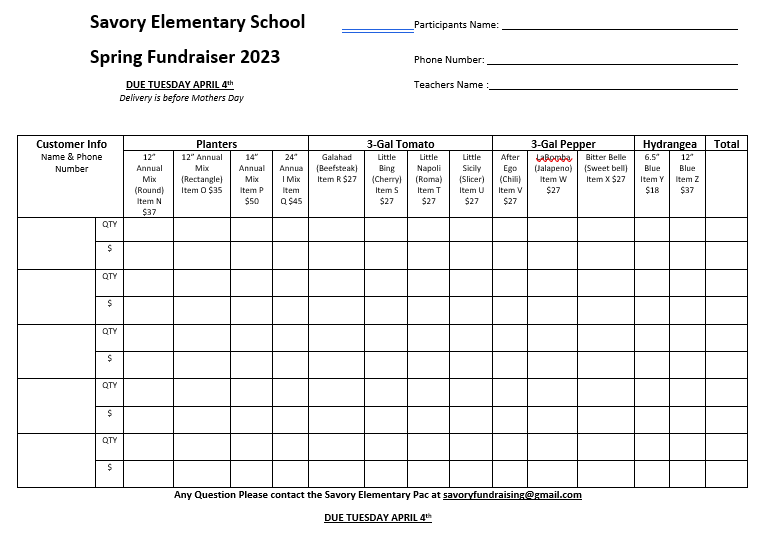 Savory Elementary School
Participants Name:
Spring Fundraiser 2023
Phone Number:
DUE TUESDAY APRIL 4th
Teachers Name :
Delivery is before Mothers Day
Customer Info
Name & Phone
Number
Planters
3-Gal Tomato
3-Gal Pepper
Hydrangea
Total
12"
Annual
Mix
(Round)
Item N
$37
12" Annual
Mix
(Rectangle)
Item O $35
14"
Annual
Mix
Item P
$50
24"
Annua
l Mix
Item
Q $45
Galahad
(Beefsteak)
Item R $27
Little
Bing
(Cherry)
Item S
$27
Little
Napoli
(Roma)
Item T
$27
Little
Sicily
(Slicer)
Item U
$27
After
Ego
(Chili)
Item V
$27
LaBomba
(Jalapeno)
Item W
$27
Bitter Belle
(Sweet bell)
Item X $27
6.5"
Blue
Item Y
$18
12"
Blue
Item Z
$37
QTY
$
QTY
$
QTY
$
QTY
$
QTY
$
Any Question Please contact the Savory Elementary Pac at savoryfundraising@gmail.com
DUE TUESDAY APRIL 4th